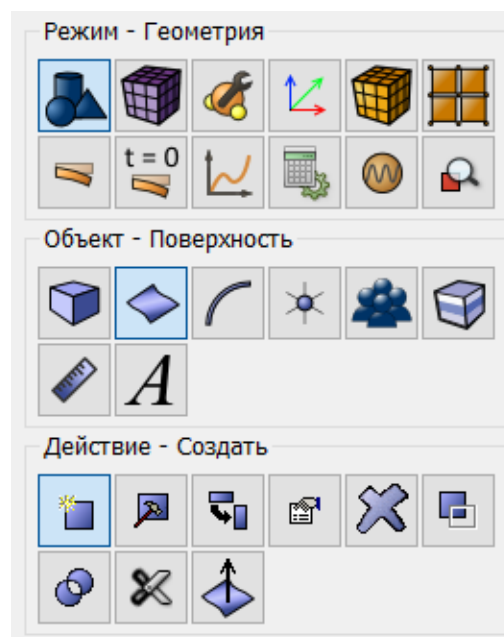 Режим - Геометрия
t = 0
Объект - Поверхность
A
Действие - Создать